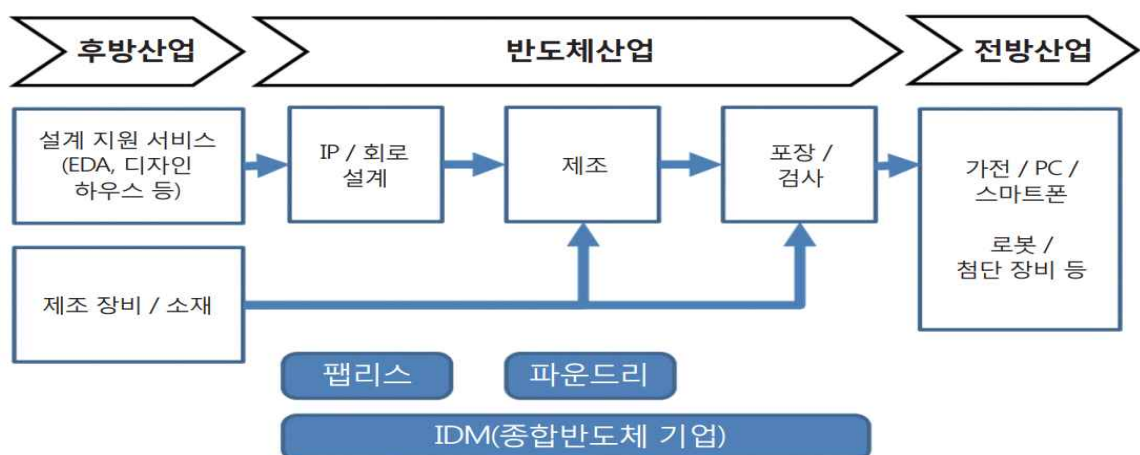 후방산업
반도체산업
전방산업
설계 지원 서비스
(EDA, 디자인
하우스 등)
IP / 회로
설계
제조
포장 /
검사
가전 / PC /
스마트폰
로봇 /
첨단 장비 등
제조 장비 / 소재
팹리스
파운드리
IDM(종합반도체 기업)